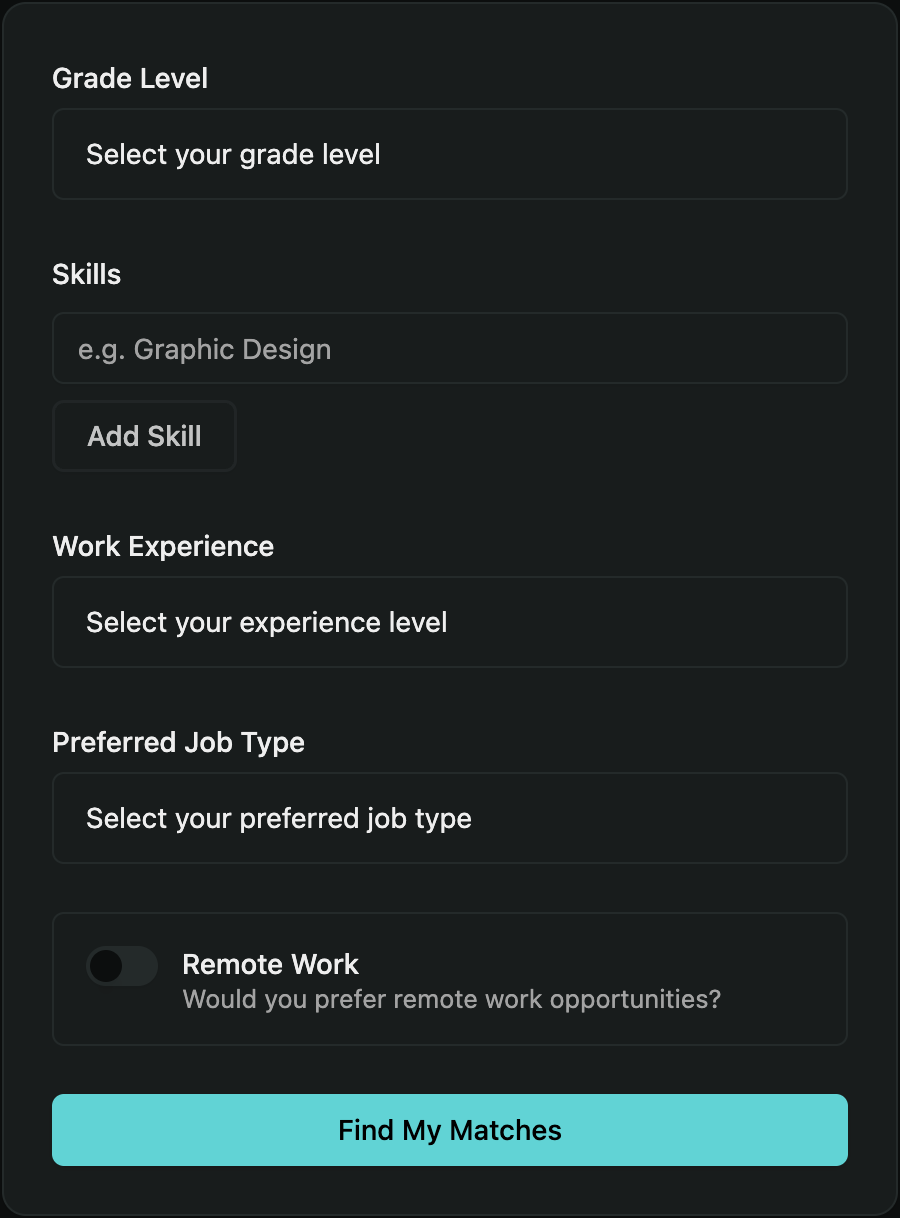 Grade Level
Select your grade level
Skills
e.g. Graphic Design
Add Skill
Work Experience
Select your experience level
Preferred Job Type
Select your preferred job type
Remote Work
Would you prefer remote work opportunities?
Find My Matches